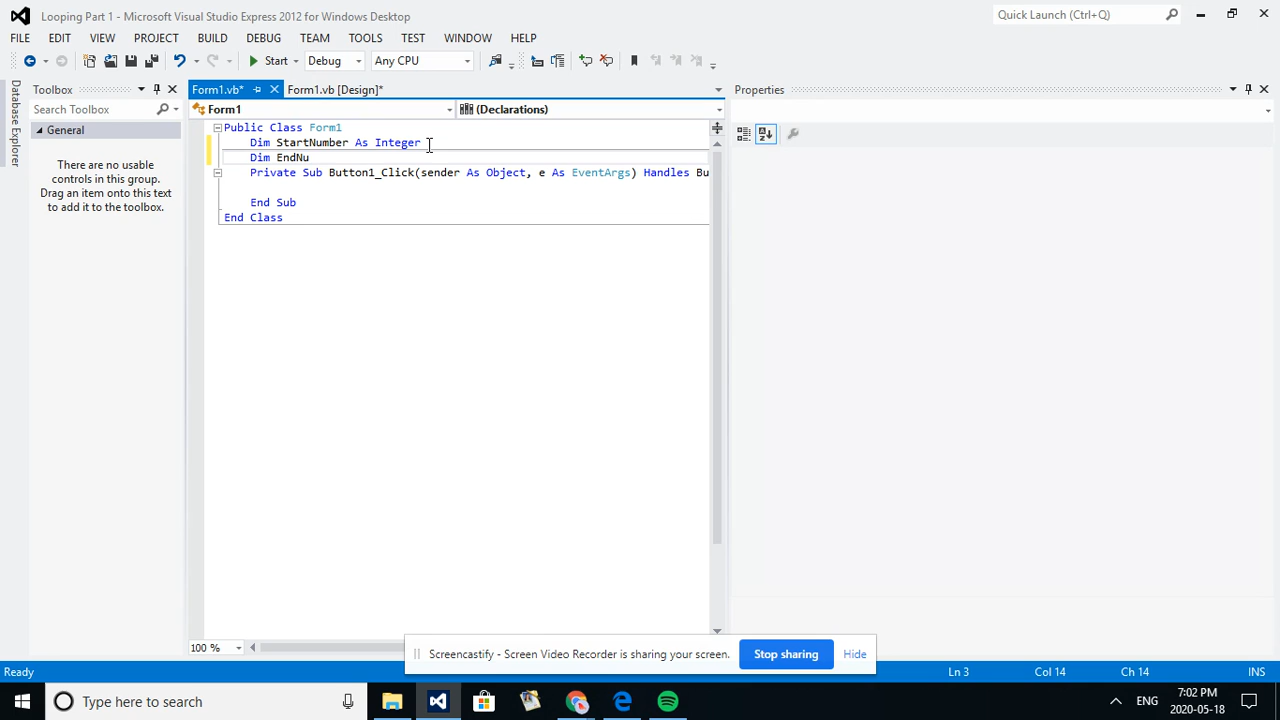 Looping Part 1 - Microsoft Visual Studio Express 2012 for Windows Desktop
Quick Launch (Ctrl+Q)
FILE EDIT VIEW PROJECT BUILD DEBUG TEAM TOOLS TEST WINDOW HELP
Start Debug Any CPU
Database Explorer
Toolbox
Search Toolbox
General
There are no usable
controls in this group.
Drag an item onto this text
to add it to the toolbox.
Form1.vb* Form1.vb [Design]*
Form1 (Declarations)
Public Class Form1
Dim StartNumber As Integer
Dim EndNu
Private Sub Button1_Click(sender As Object, e As EventArgs) Handles Bu
End Sub
End Class
Properties
100 %
Screencastify - Screen Video Recorder is sharing your screen. Stop sharing Hide
Ready Ln 3 Col 14 Ch 14 INS
Type here to search
ENG
7:02 PM
2020-05-18